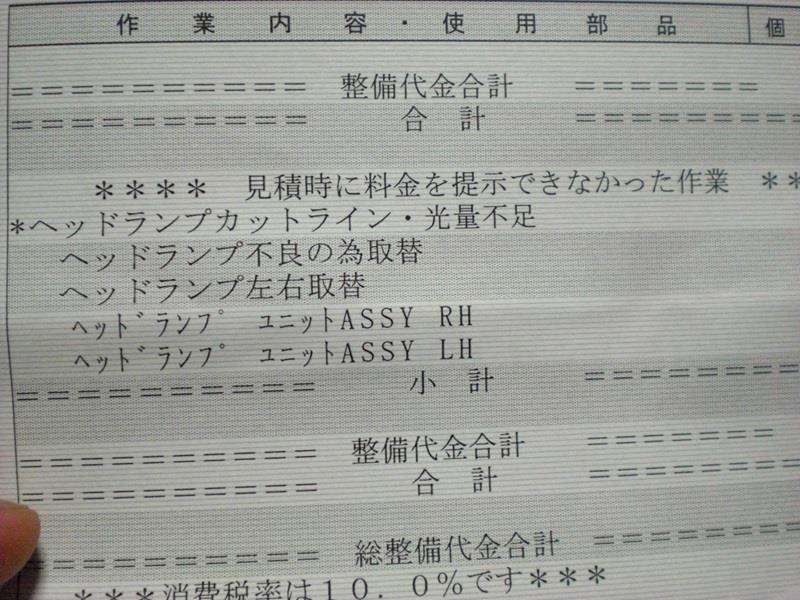 作業内容・使用部品 個
========== 整備代金合計 =======
========== 合 計 =========
**** 見積時に料金を提示できなかった作業 **
*ヘッドランプカットライン・光量不足
ヘッドランプ不良の為取替
ヘッドランプ左右取替
ﾍｯﾄﾞﾗﾝﾌﾟ ﾕﾆｯﾄASSY RH
ﾍｯﾄﾞﾗﾝﾌﾟ ﾕﾆｯﾄASSY LH
========== 小 計 ========
========== 整備代金合計 =======
========== 合 計 ========
========== 総整備代金合計 ========
***消費税率は10.0%です***